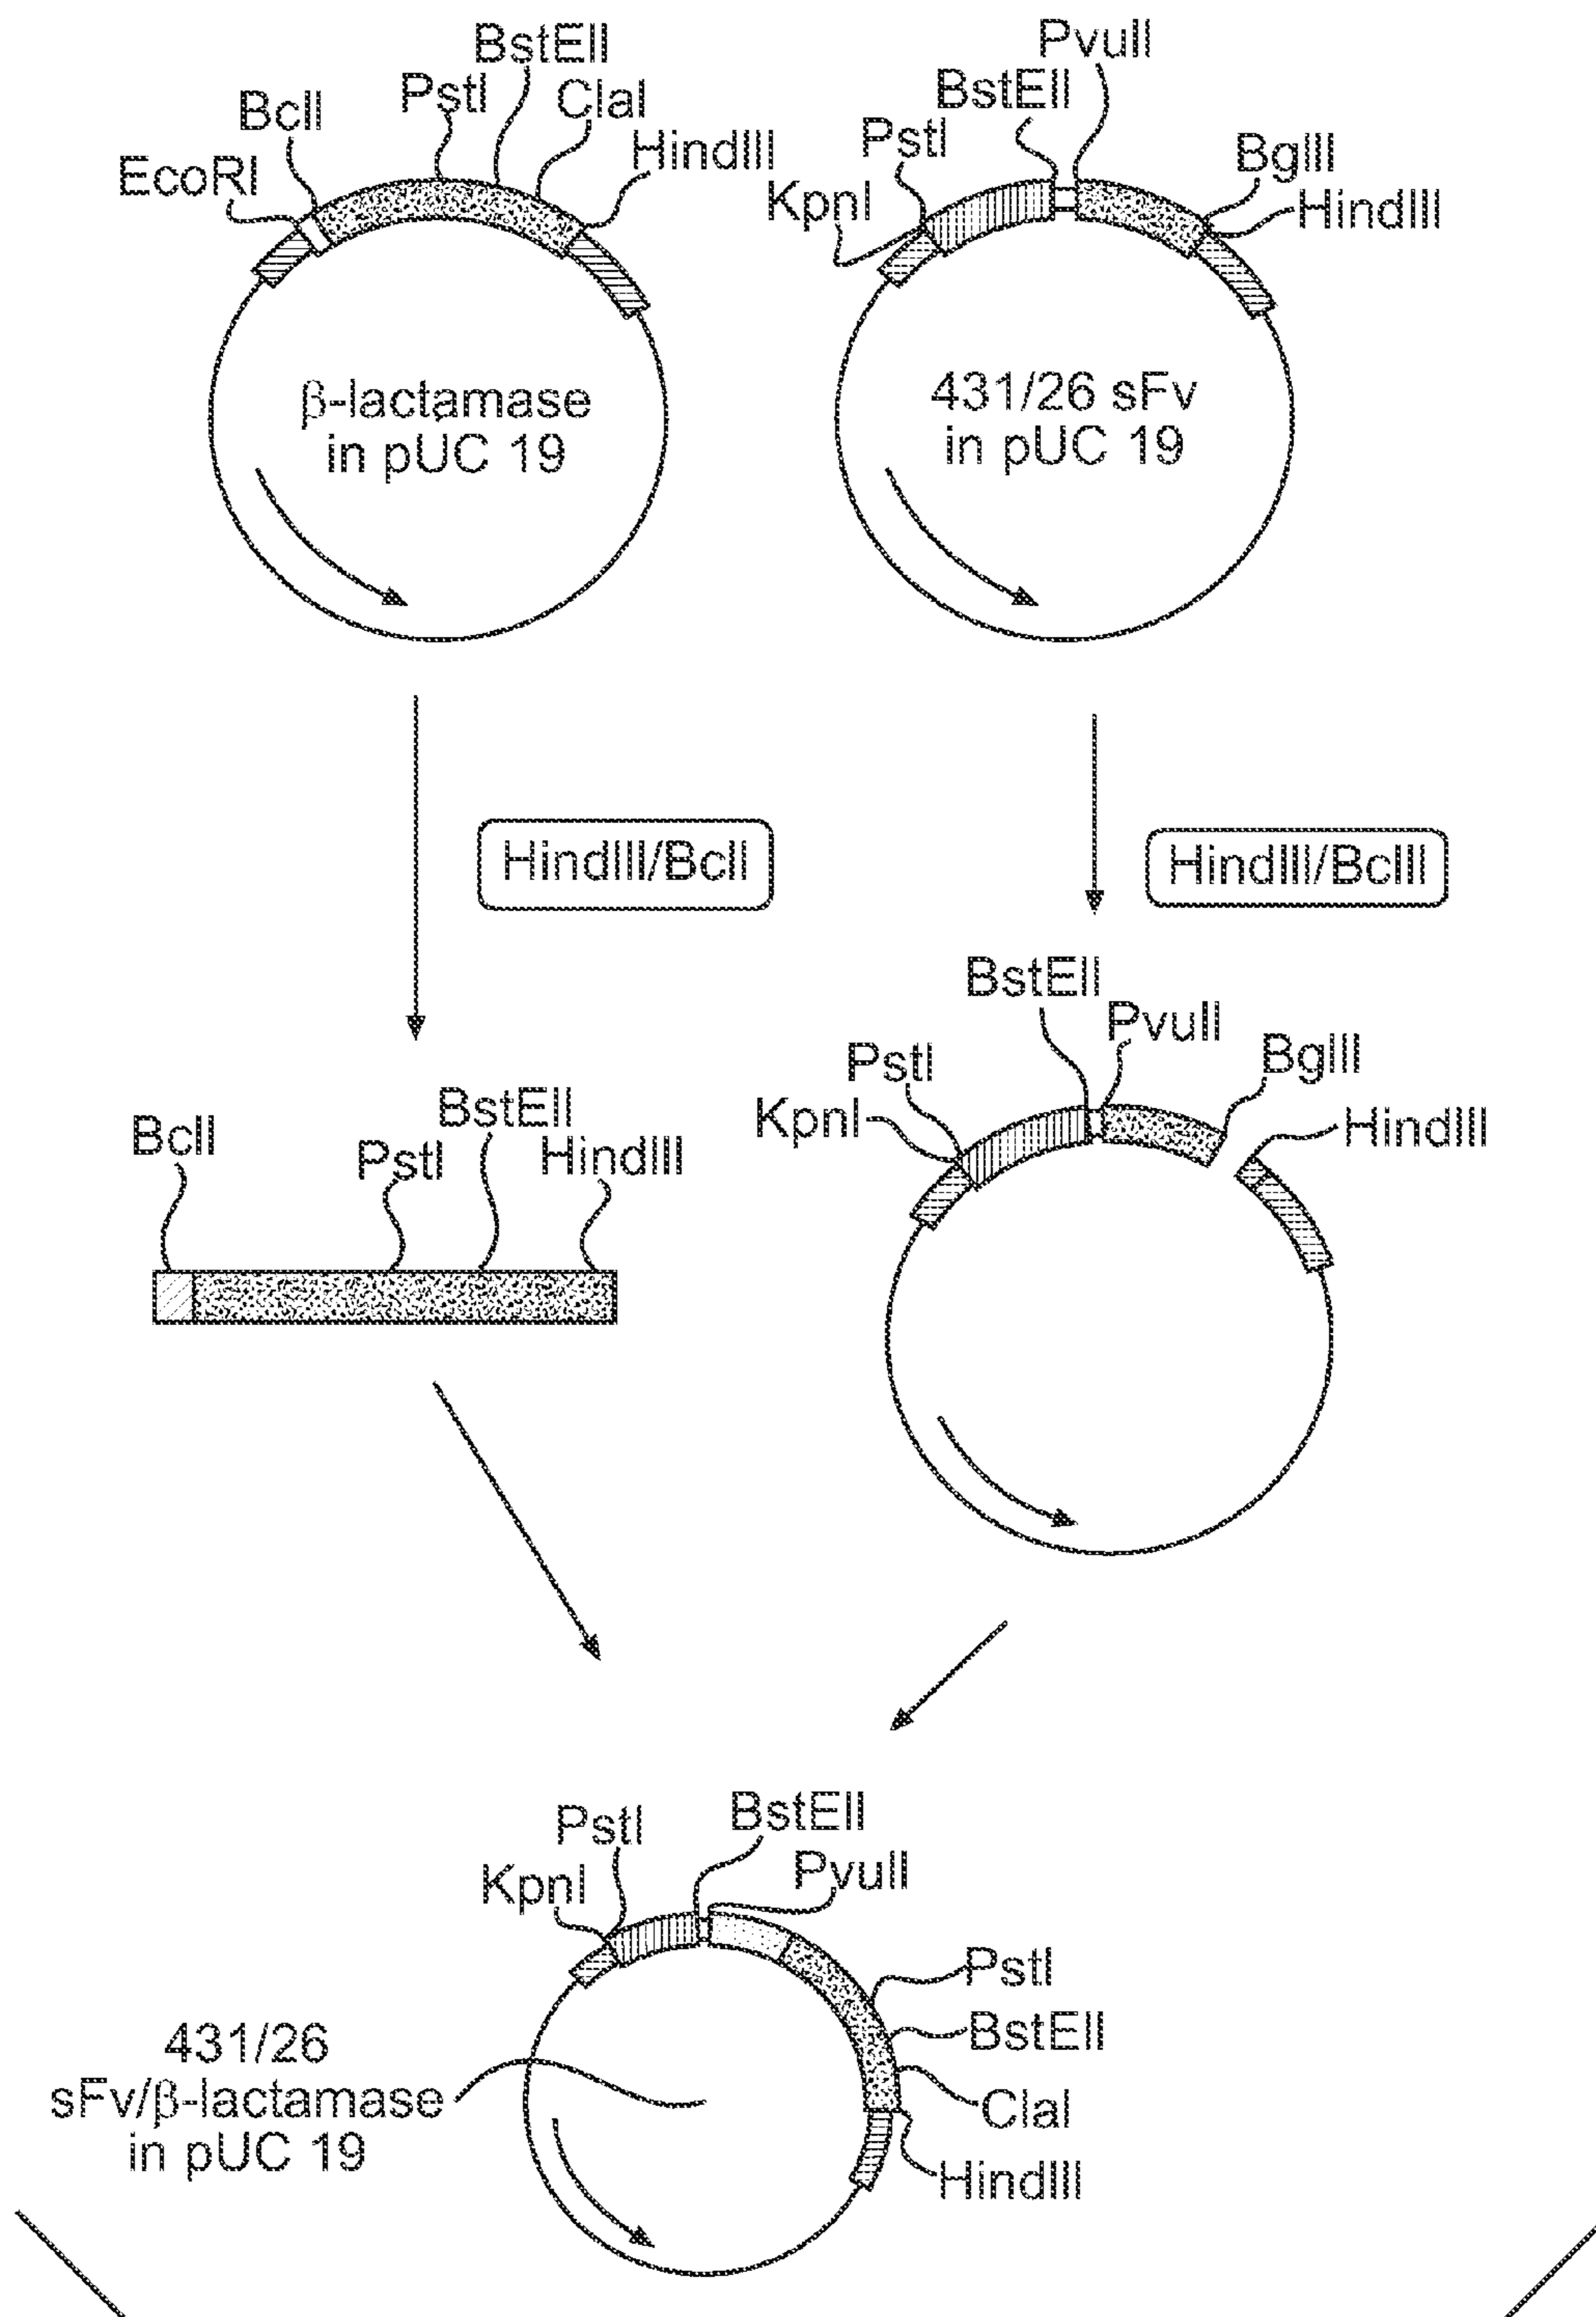 BstEII
PstI
ClaI
BclI
HindIII
EcoRI
β-lactamase
in pUC 19
PvuII
BstEII
PstI
BglII
KpnI
HindIII
431/26 sFv
in pUC 19
HindIII/BclI
HindIII/BclII
BstEII
PvuII
PstI
BglII
KpnI
HindIII
BclI
PstI
BstEII
HindIII
PstI
BstEII
KpnI
PvuII
PstI
BstEII
ClaI
HindIII
431/26
sFv/β-lactamase
in pUC 19